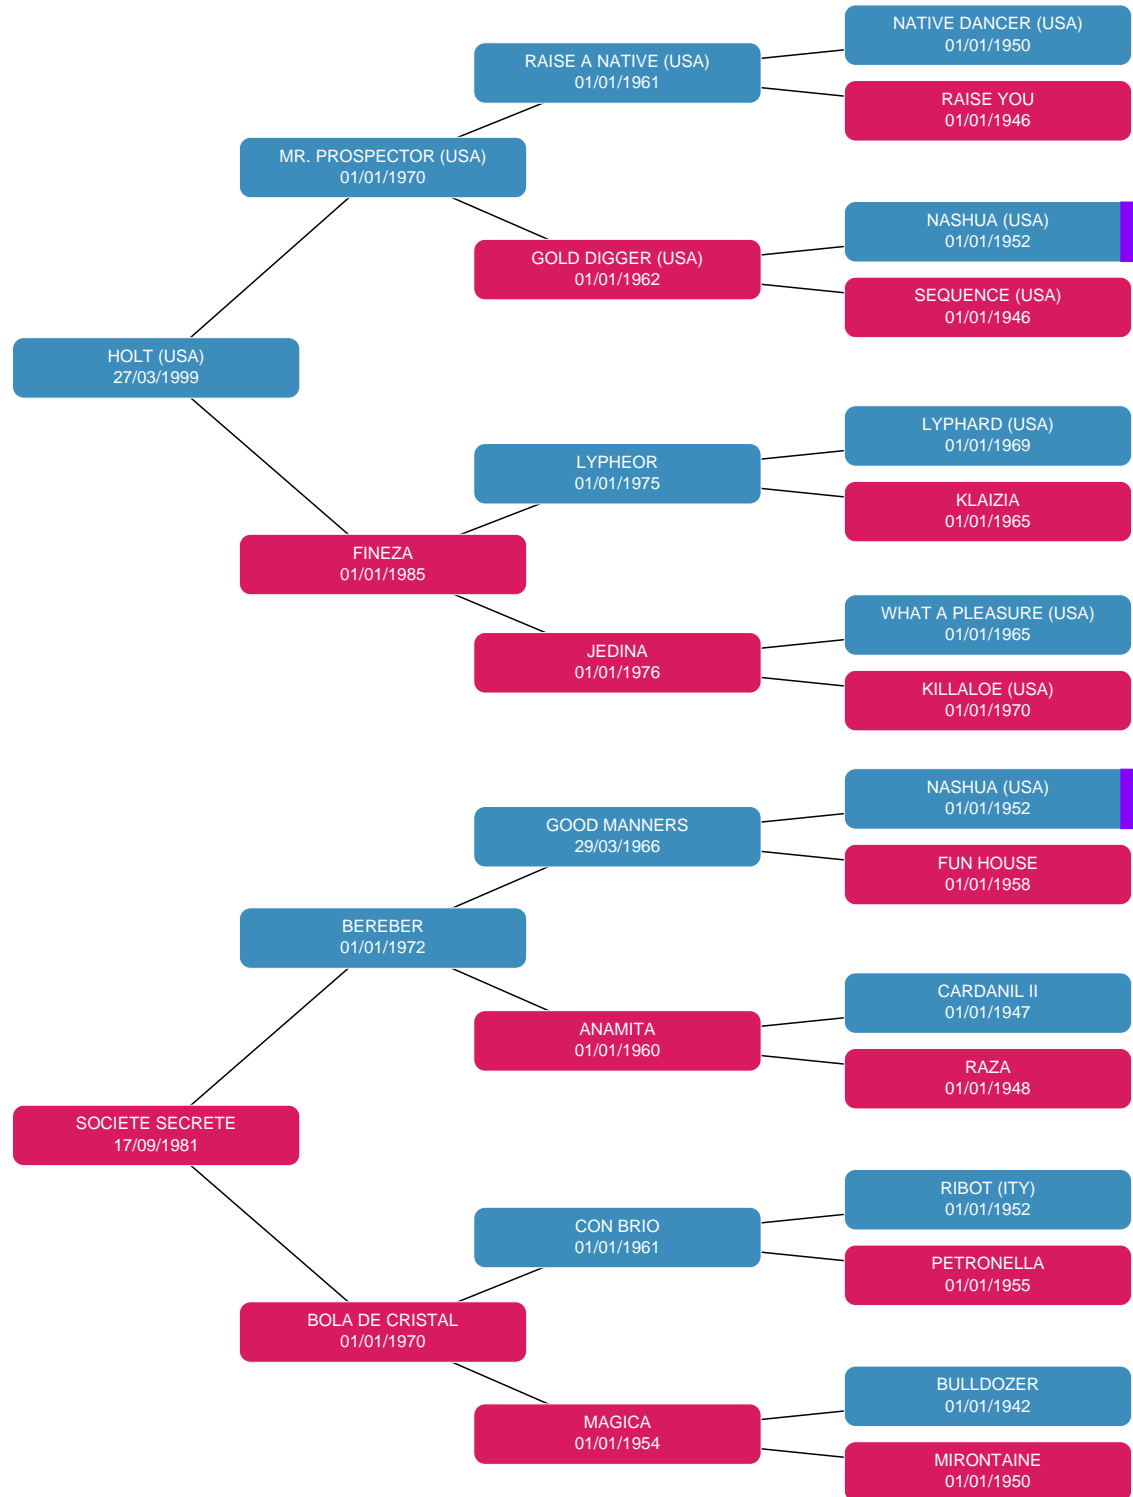 NATIVE DANCER (USA)
01/01/1950
RAISE A NATIVE (USA)
01/01/1961
RAISE YOU
01/01/1946
MR. PROSPECTOR (USA)
01/01/1970
NASHUA (USA)
01/01/1952
GOLD DIGGER (USA)
01/01/1962
SEQUENCE (USA)
01/01/1946
HOLT (USA)
27/03/1999
LYPHARD (USA)
01/01/1969
LYPHEOR
01/01/1975
KLAIZIA
01/01/1965
FINEZA
01/01/1985
WHAT A PLEASURE (USA)
01/01/1965
JEDINA
01/01/1976
KILLALOE (USA)
01/01/1970
NASHUA (USA)
01/01/1952
GOOD MANNERS
29/03/1966
FUN HOUSE
01/01/1958
BEREBER
01/01/1972
CARDANIL II
01/01/1947
ANAMITA
01/01/1960
RAZA
01/01/1948
SOCIETE SECRETE
17/09/1981
RIBOT (ITY)
01/01/1952
CON BRIO
01/01/1961
PETRONELLA
01/01/1955
BOLA DE CRISTAL
01/01/1970
BULLDOZER
01/01/1942
MAGICA
01/01/1954
MIRONTAINE
01/01/1950